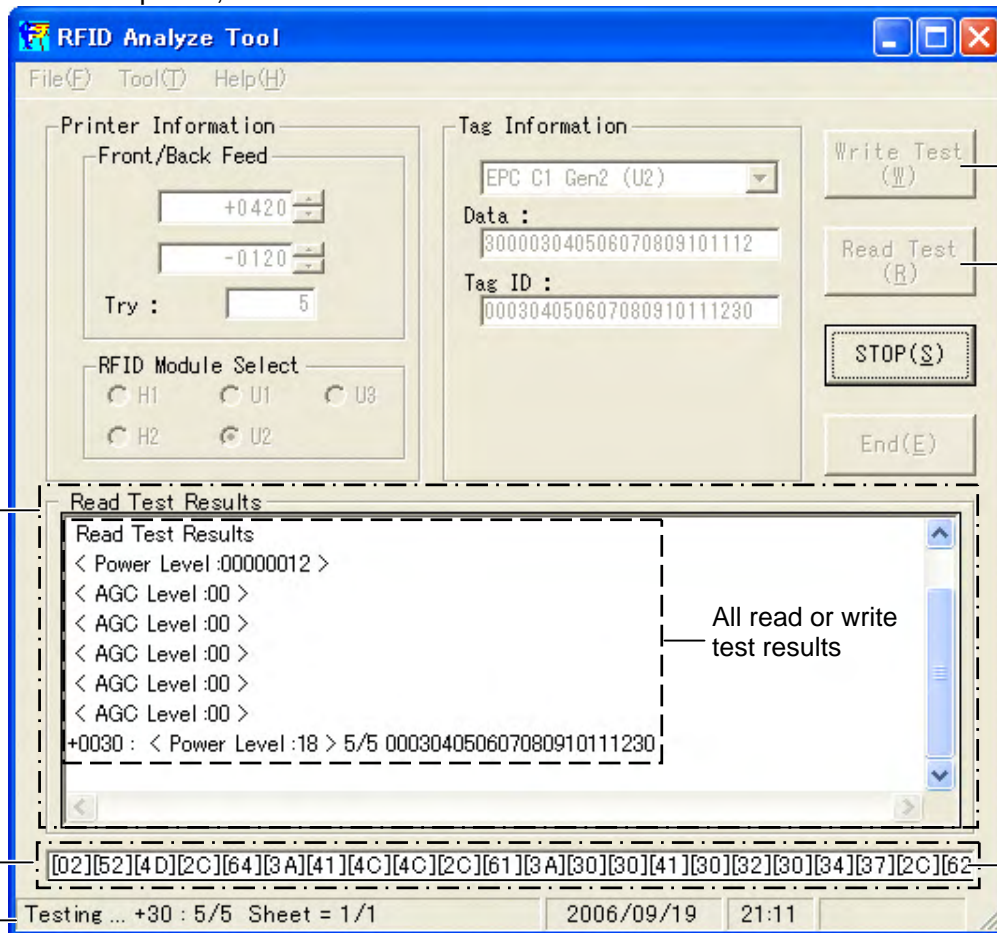 RFID Analyze Tool
File(F) Tool(T) Help(H)
Printer Information
Front/Back Feed
+0420
-0120
Try : 5
RFID Module Select
H1 U1 U3
H2 U2
Tag Information
EPC C1 Gen2 (U2)
Data :
300003040506070809101112
Tag ID :
000304050607080910111230
Write Test
(W)
Read Test
(R)
STOP(S)
End(E)
Read Test Results
Read Test Results
< Power Level :00000012 >
< AGC Level :00 >
< AGC Level :00 >
< AGC Level :00 >
< AGC Level :00 >
< AGC Level :00 >
+0030 : < Power Level :18 > 5/5 000304050607080910111230
All read or write
test results
[02][52][4D][2C][64][3A][41][4C][4C][2C][61][3A][30][30][41][30][32][30][34][37][2C][62
Testing ... +30 : 5/5 Sheet = 1/1 2006/09/19 21:11